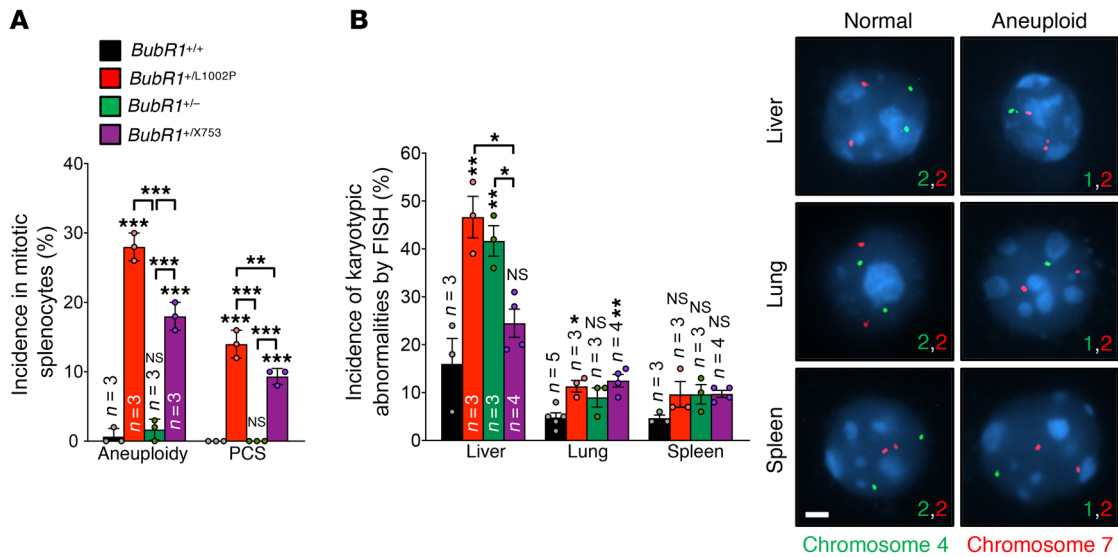 A
BubR1+/+
BubR1+/L1002P
BubR1+/–
BubR1+/X753
Incidence in mitotic
splenocytes (%)
40
30
20
10
0
***
***
***
***
***
NS
n = 3
n = 3
n = 3
n = 3
**
***
***
***
***
NS
Aneuploidy
PCS
B
Incidence of karyotypic
abnormalities by FISH (%)
60
50
40
30
20
10
0
*
*
**
**
NS
n = 3
n = 3
n = 3
n = 4
* NS **
n = 5
n = 3
n = 3
n = 4
NS NS NS
n = 3
n = 3
n = 3
n = 4
Liver
Lung
Spleen
Normal
Aneuploid
Liver
2,2
1,2
Lung
2,2
1,2
Spleen
2,2
1,2
Chromosome 4
Chromosome 7